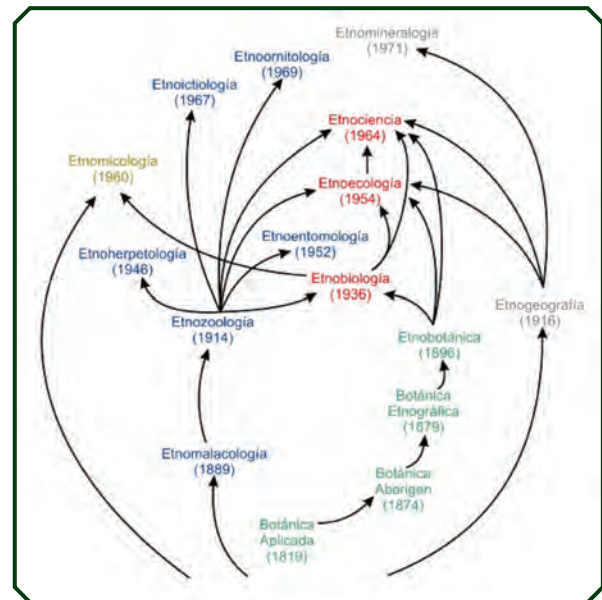 Etnomineralogía
(1971)
Etnoornitología
(1969)
Etnoictiología
(1967)
Etnociencia
(1964)
Etnomicología
(1960)
Etnoecología
(1954)
Etnoentomología
(1952)
Etnoherpetología
(1946)
Etnobiología
(1936)
Etnozoología
(1914)
Etnogeografía
(1916)
Etnobotánica
(1896)
Botánica
Etnográfica
(1879)
Etnomalacología
(1889)
Botánica
Aborigen
(1874)
Botánica
Aplicada
(1819)